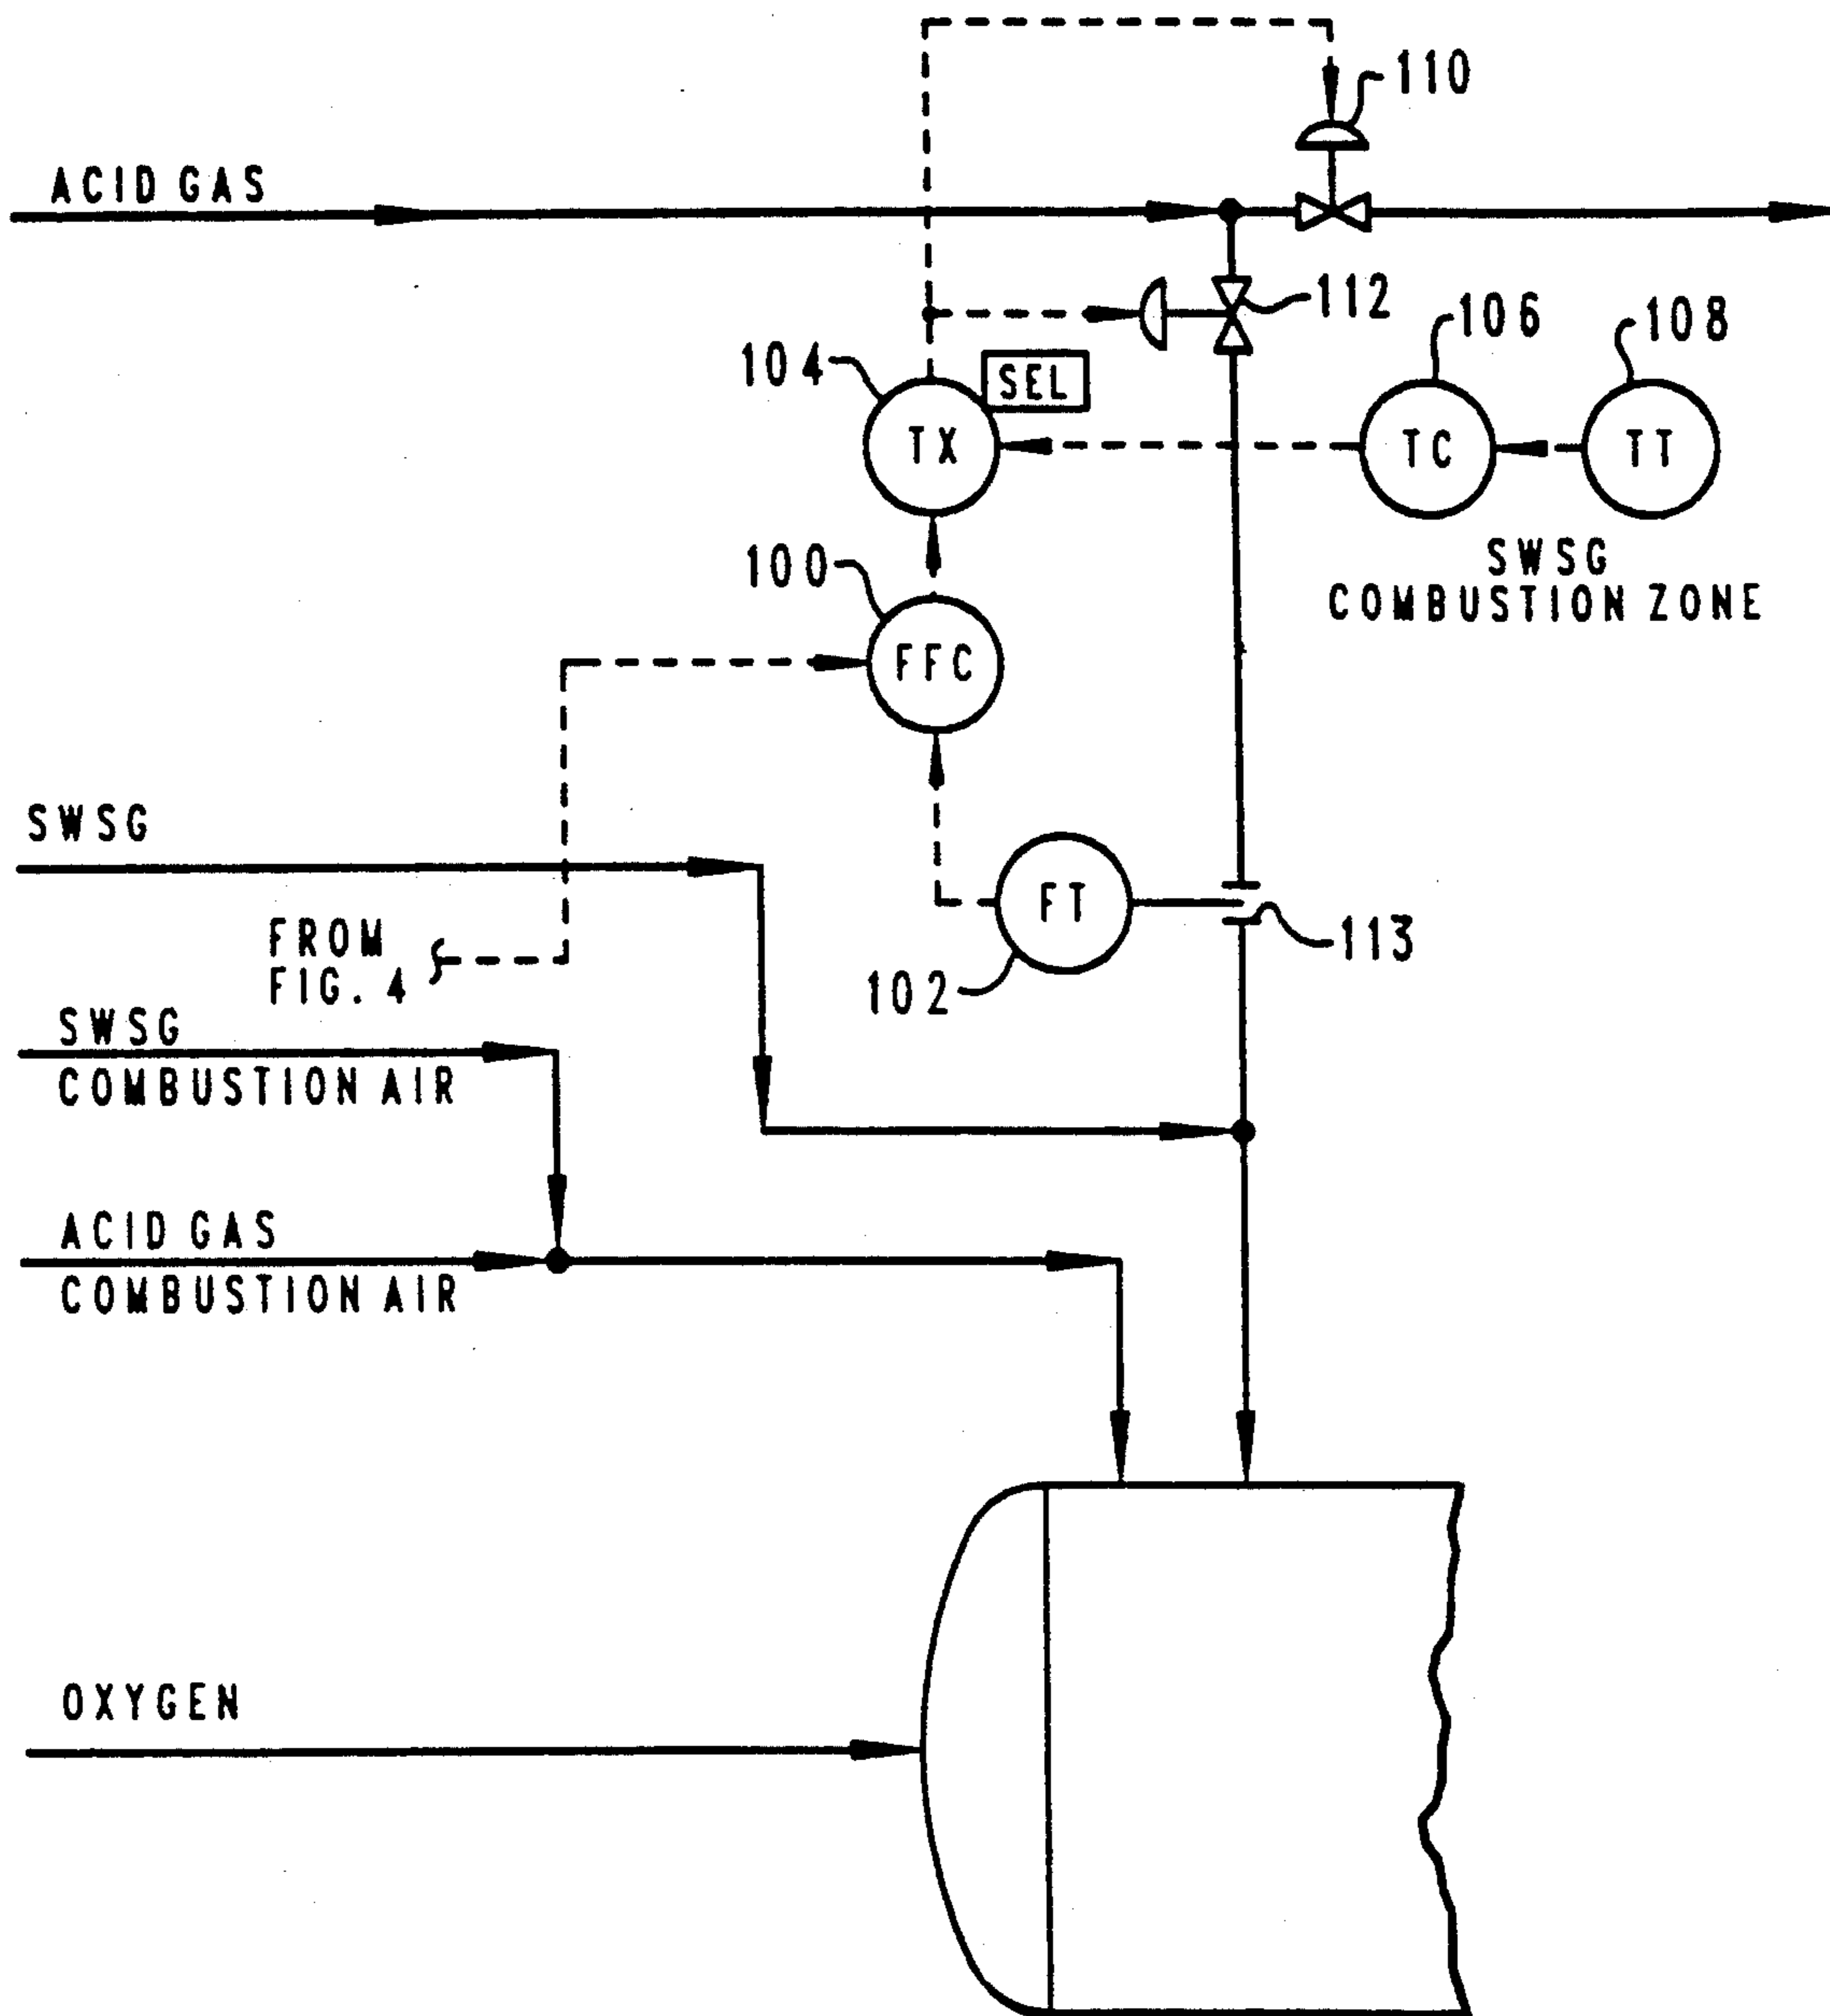 110
ACID GAS
112
106
108
104
SEL
TX
TC
TT
SWSG
COMBUSTION ZONE
100
FFC
SWSG
FT
FROM
FIG. 4
113
102
SWSG
COMBUSTION AIR
ACID GAS
COMBUSTION AIR
OXYGEN